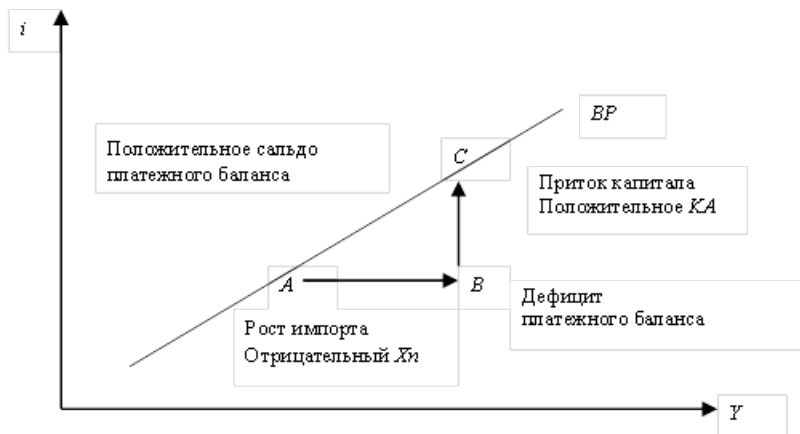 i
BP
Положительное сальдо
платежного баланса
C
Приток капитала
Положительное KA
A
B
Дефицит
платежного баланса
Рост импорта
Отрицательный Xn
Y